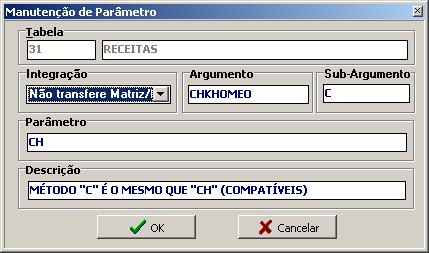 Manutenção de Parâmetro
Tabela
31 RECEITAS
Integração Argumento Sub-Argumento
Não transfere Matriz/ CHKHOMEO C
Parâmetro
CH
Descrição
MÉTODO "C" É O MESMO QUE "CH" (COMPATÍVEIS)
OK Cancelar